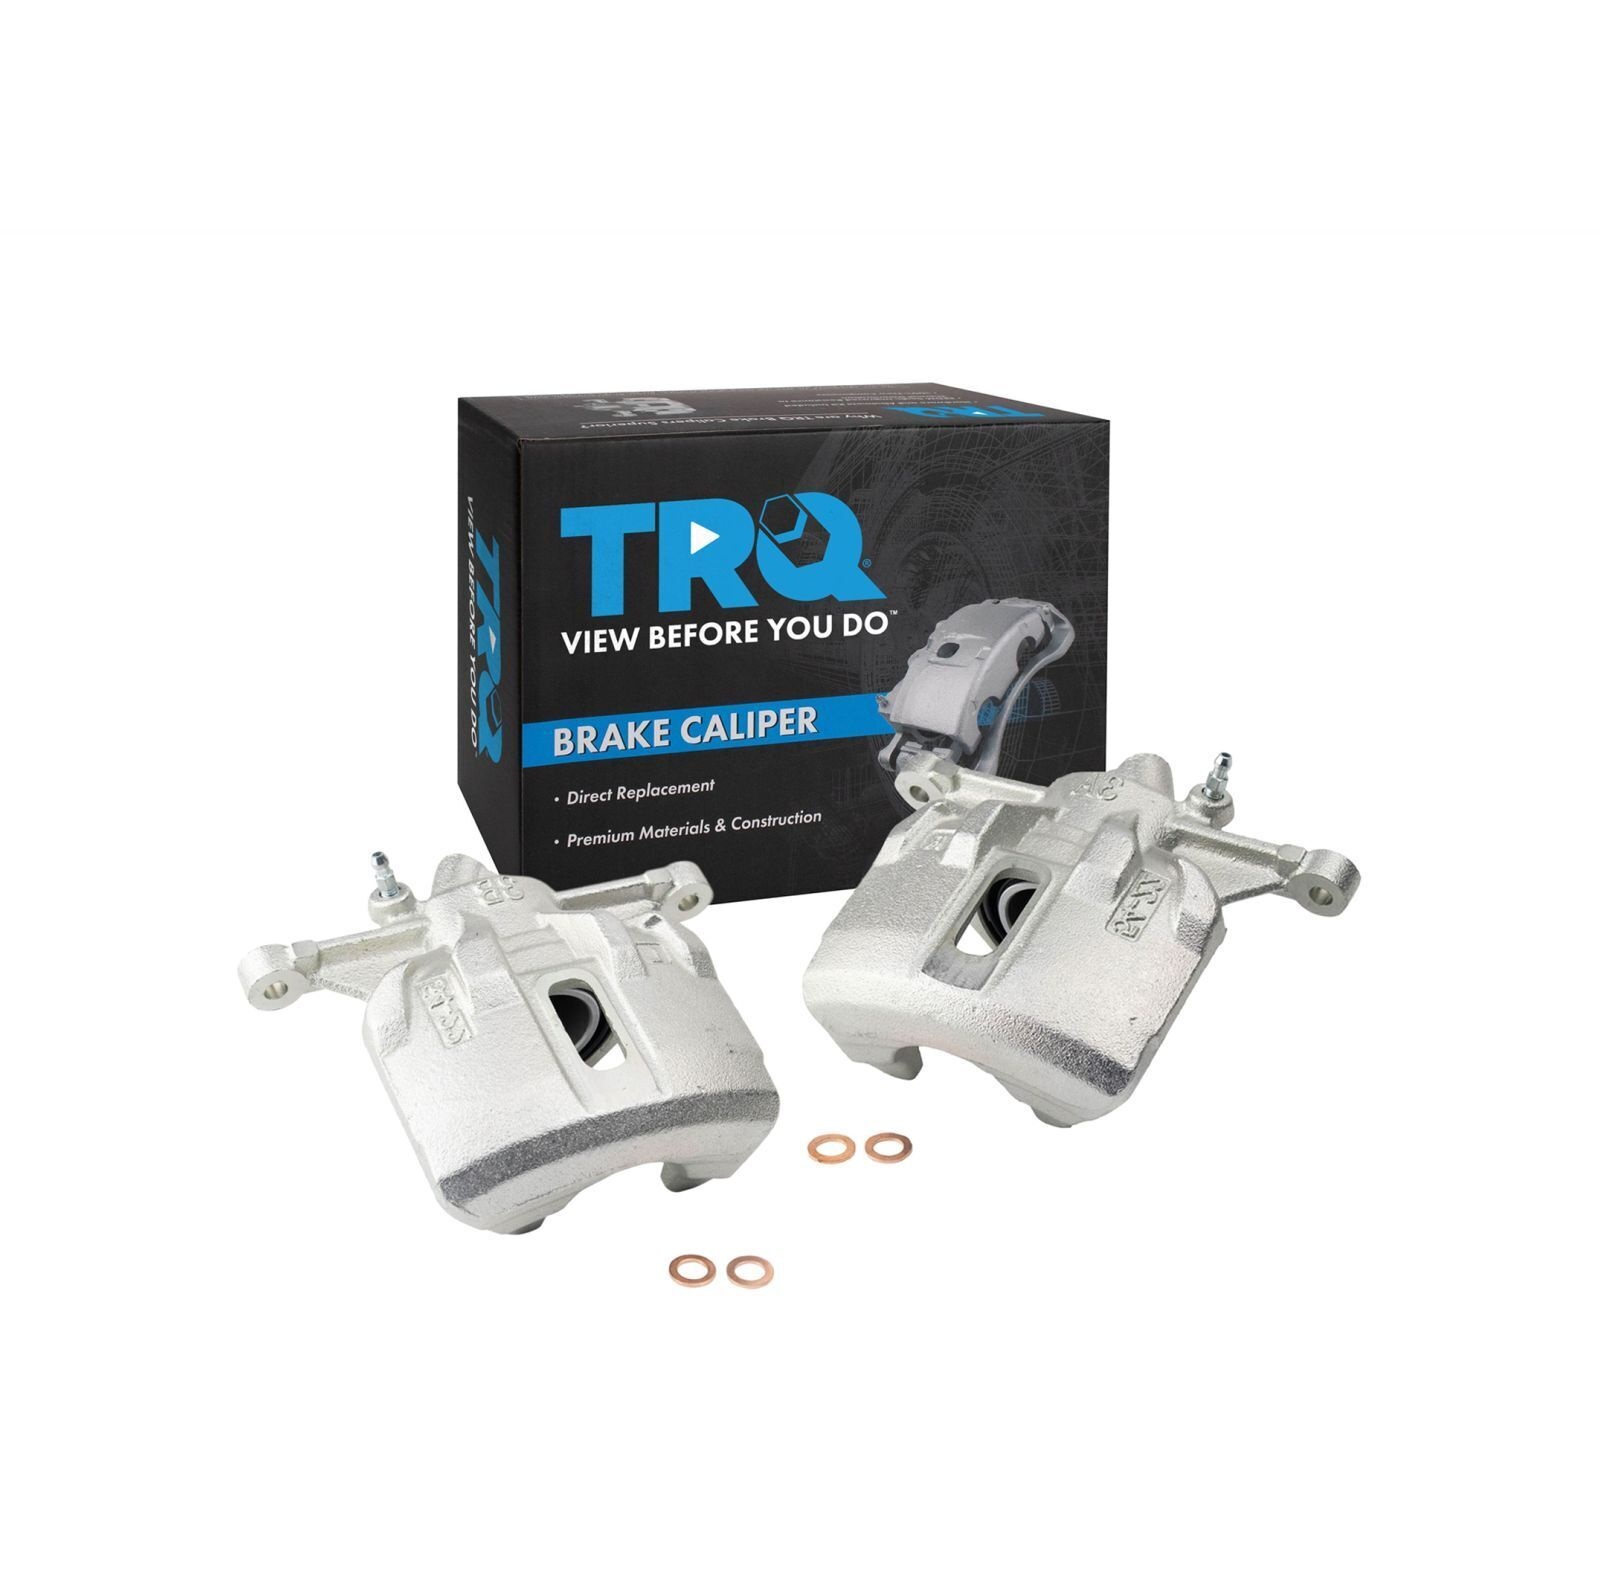 Why are TRQ Brake Calipers Superior?
TRQ
TRQ®
VIEW BEFORE YOU DO™
BRAKE CALIPER
• Direct Replacement
• Premium Materials & Construction
TRQ
VIEW BEFORE YOU DO